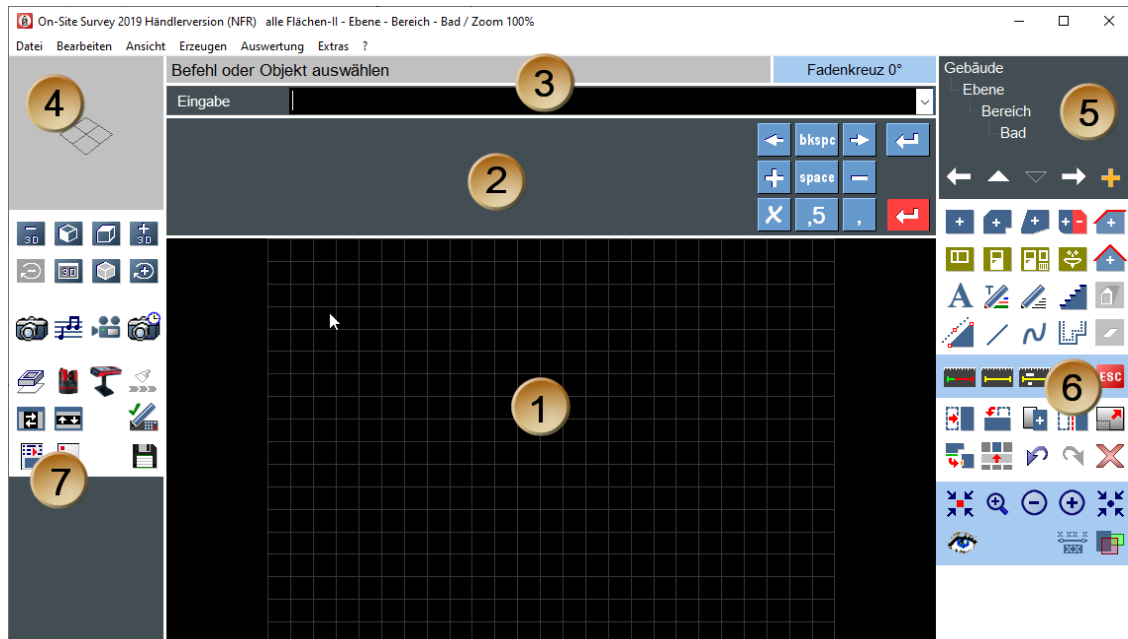 On-Site Survey 2019 Händlerversion (NFR) alle Flächen-II - Ebene - Bereich - Bad / Zoom 100%
Datei Bearbeiten Ansicht Erzeugen Auswertung Extras ?
4
Befehl oder Objekt auswählen
3
Fadenkreuz 0°
Eingabe
Gebäude
Ebene
Bereich
Bad
5
2
bkspc
space
,5
,
3D
3D
3D
A
T
1
ESC
6
7
x xx x
xx